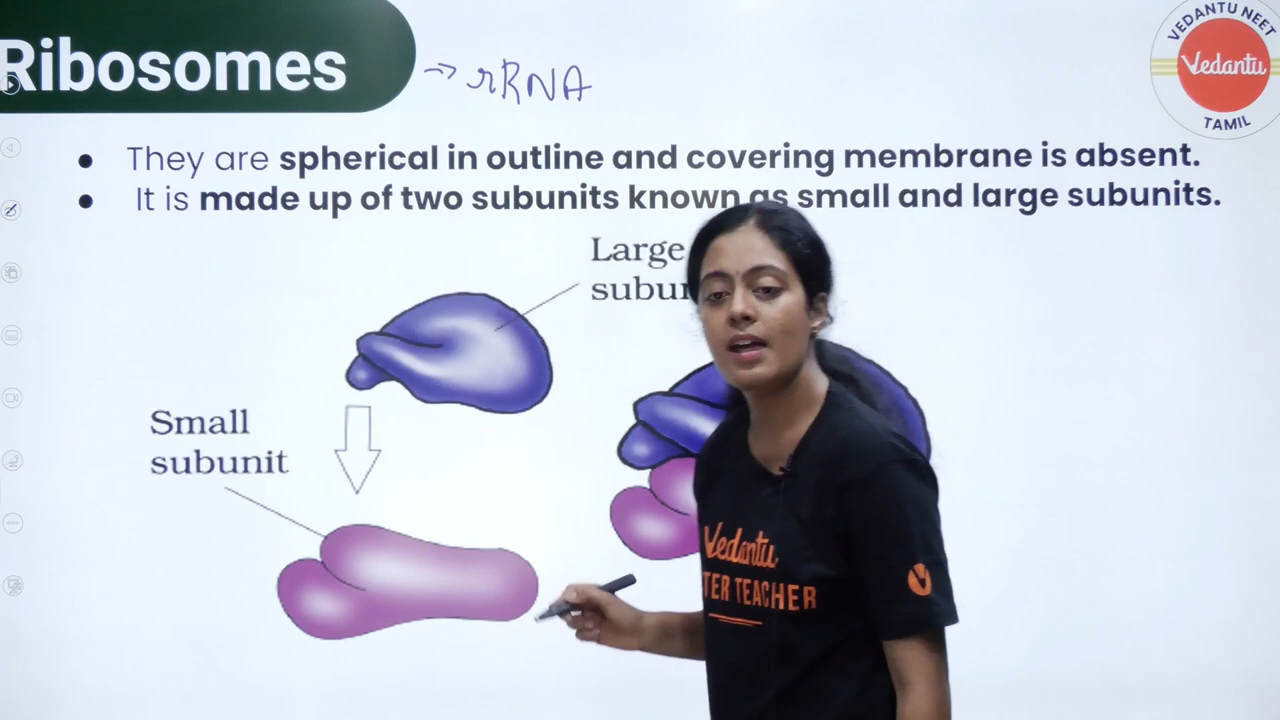 Ribosomes
→ rRNA
VEDANTU NEET
Vedantu
TAMIL
They are spherical in outline and covering membrane is absent.
It is made up of two subunits known as small and large subunits.
Large
Small
subunit
Vedantu
TEACHER